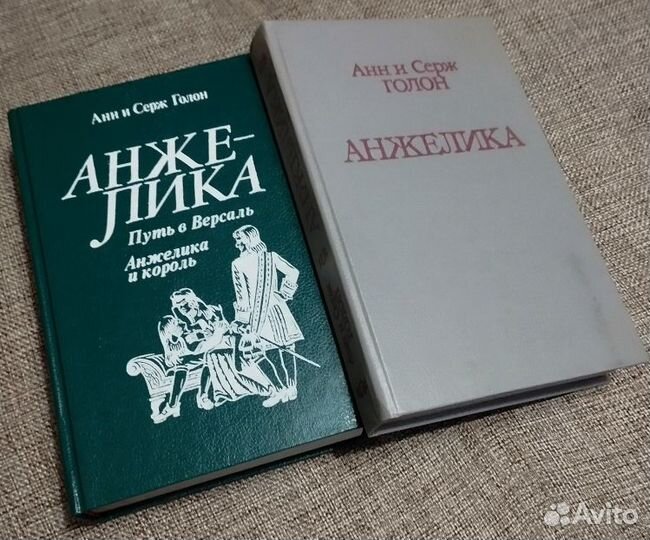 Анн и Серж Голон
АНЖЕ-
ЛИКА
Путь в Версаль
Анжелика
и король
Анн и Серж
ГОЛОН
АНЖЕЛИКА
Avito